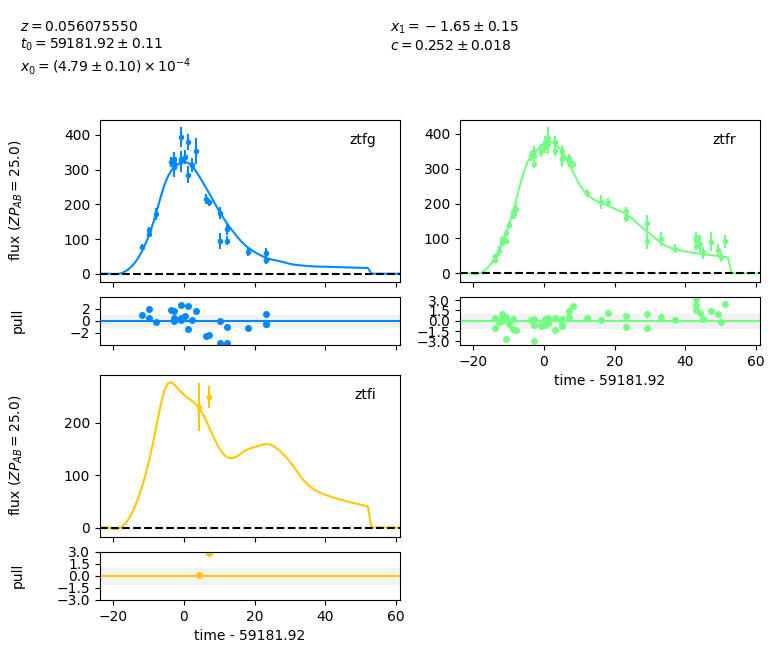 z = 0.056075550
t₀ = 59181.92 ± 0.11
x₀ = (4.79 ± 0.10) × 10⁻⁴
x₁ = −1.65 ± 0.15
c = 0.252 ± 0.018
flux (ZP_AB = 25.0)
400
300
200
100
0
ztfg
400
300
200
100
0
ztfr
pull
2
0
−2
3.0
1.5
0.0
−1.5
−3.0
−20 0 20 40 60
time - 59181.92
flux (ZP_AB = 25.0)
200
100
0
ztfi
pull
3.0
1.5
0.0
−1.5
−3.0
−20 0 20 40 60
time - 59181.92